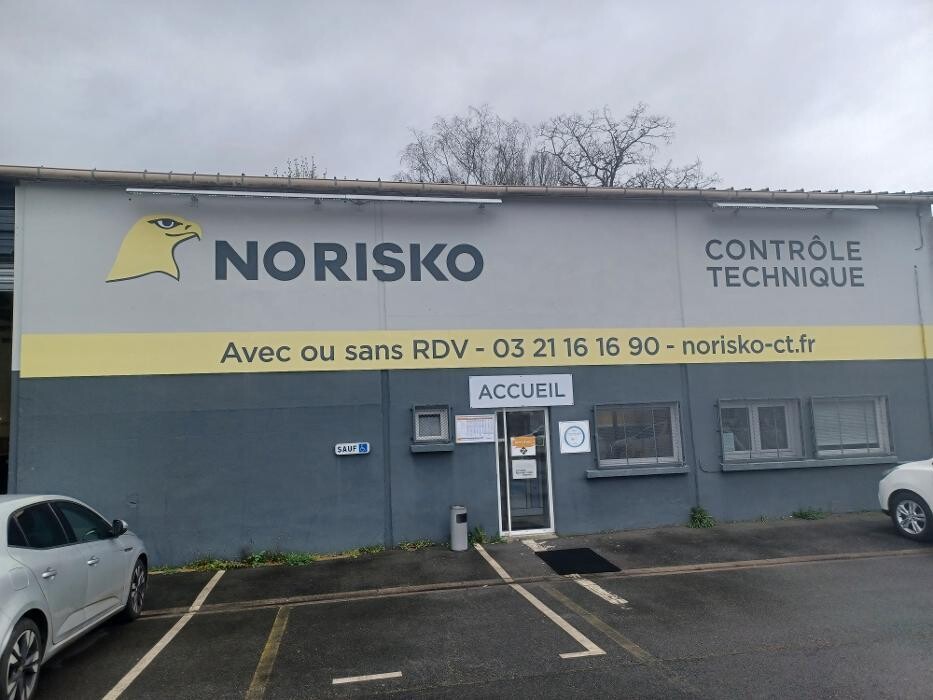 NORISKO
CONTRÔLE
TECHNIQUE
Avec ou sans RDV - 03 21 16 16 90 - norisko-ct.fr
ACCUEIL
SAUF